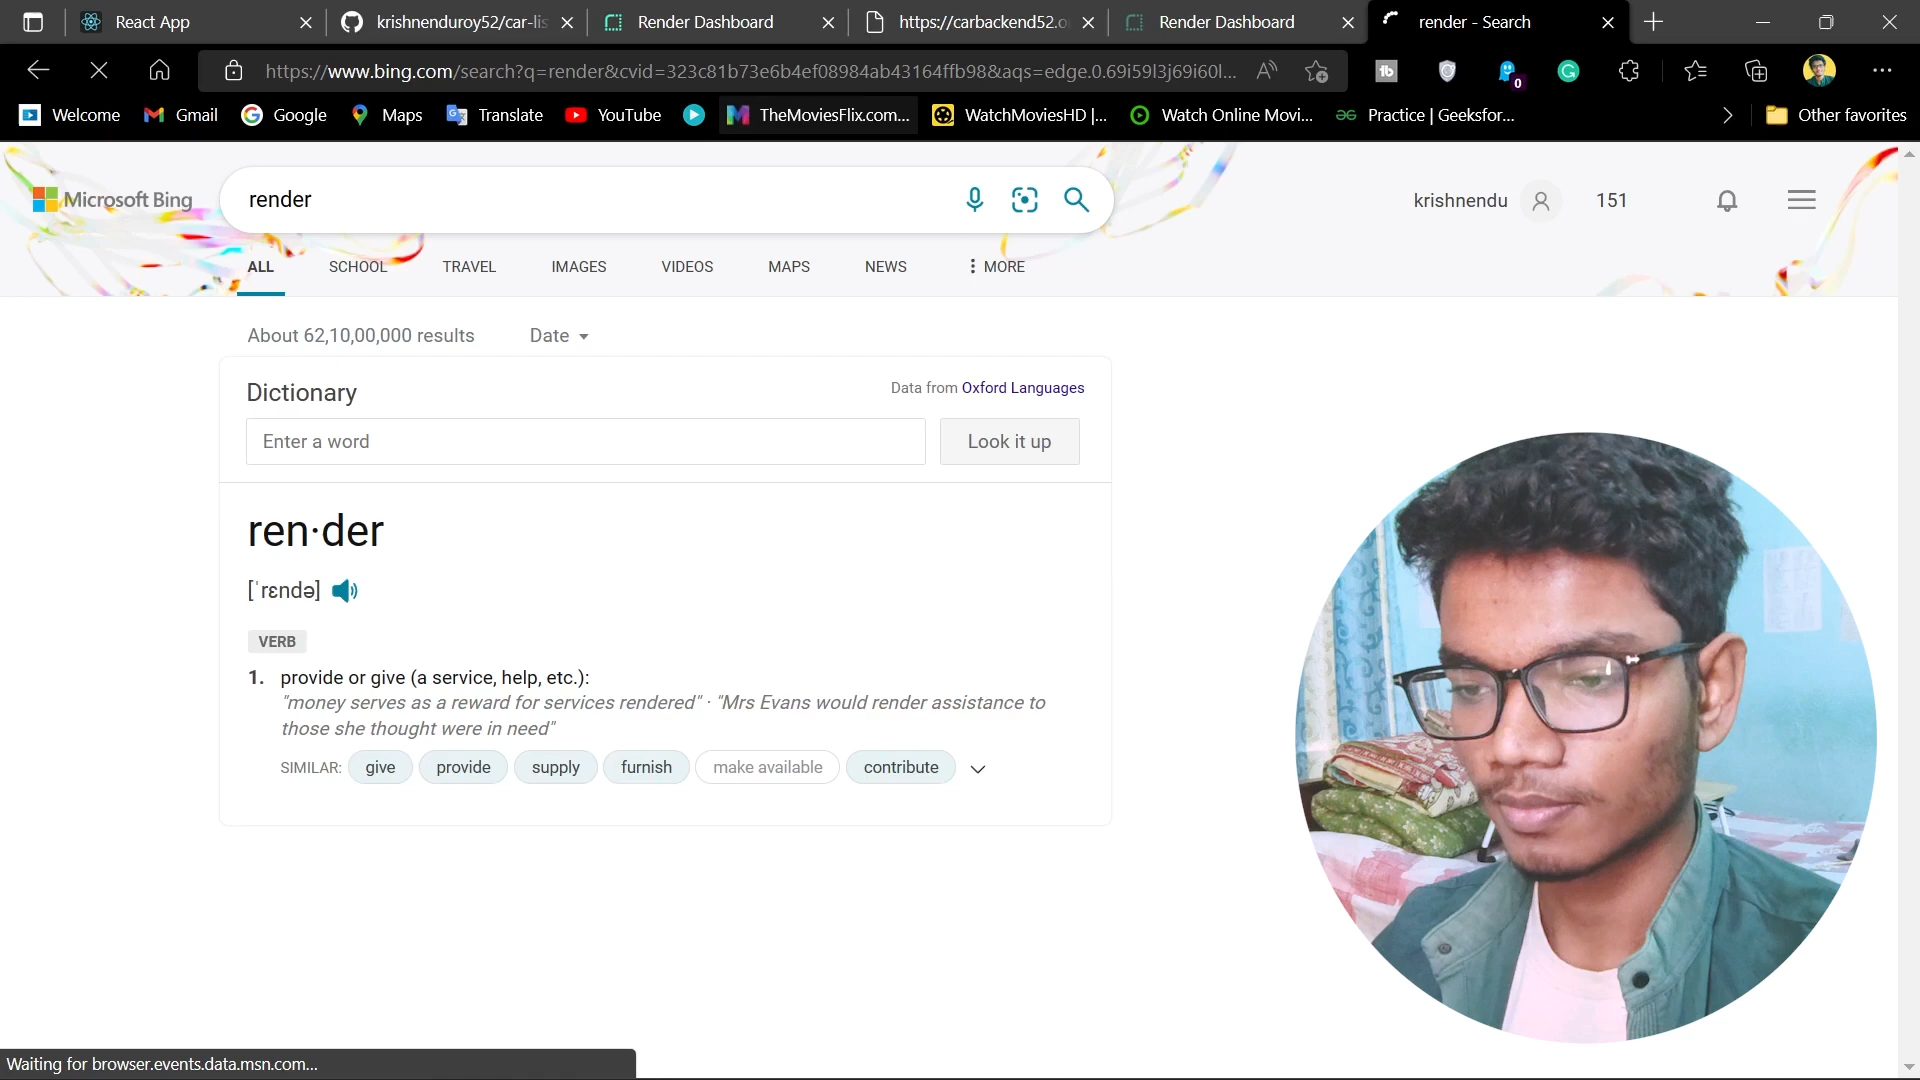 React App
krishnenduroy52/car-lis
Render Dashboard
https://carbackend52.o
Render Dashboard
render - Search
https://www.bing.com/search?q=render&cvid=323c81b73e6b4ef08984ab43164ffb98&aqs=edge.0.69i59l3j69i60l...
0
Welcome
Gmail
Google
Maps
Translate
YouTube
TheMoviesFlix.com...
WatchMoviesHD |...
Watch Online Movi...
Practice | Geeksfor...
Other favorites
Microsoft Bing
render
krishnendu
151
ALL
SCHOOL
TRAVEL
IMAGES
VIDEOS
MAPS
NEWS
MORE
About 62,10,00,000 results
Date
Dictionary
Data from Oxford Languages
Enter a word
Look it up
ren·der
[ˈrɛndə]
VERB
1. provide or give (a service, help, etc.):
"money serves as a reward for services rendered" · "Mrs Evans would render assistance to
those she thought were in need"
SIMILAR: give provide supply furnish make available contribute
Waiting for browser.events.data.msn.com...